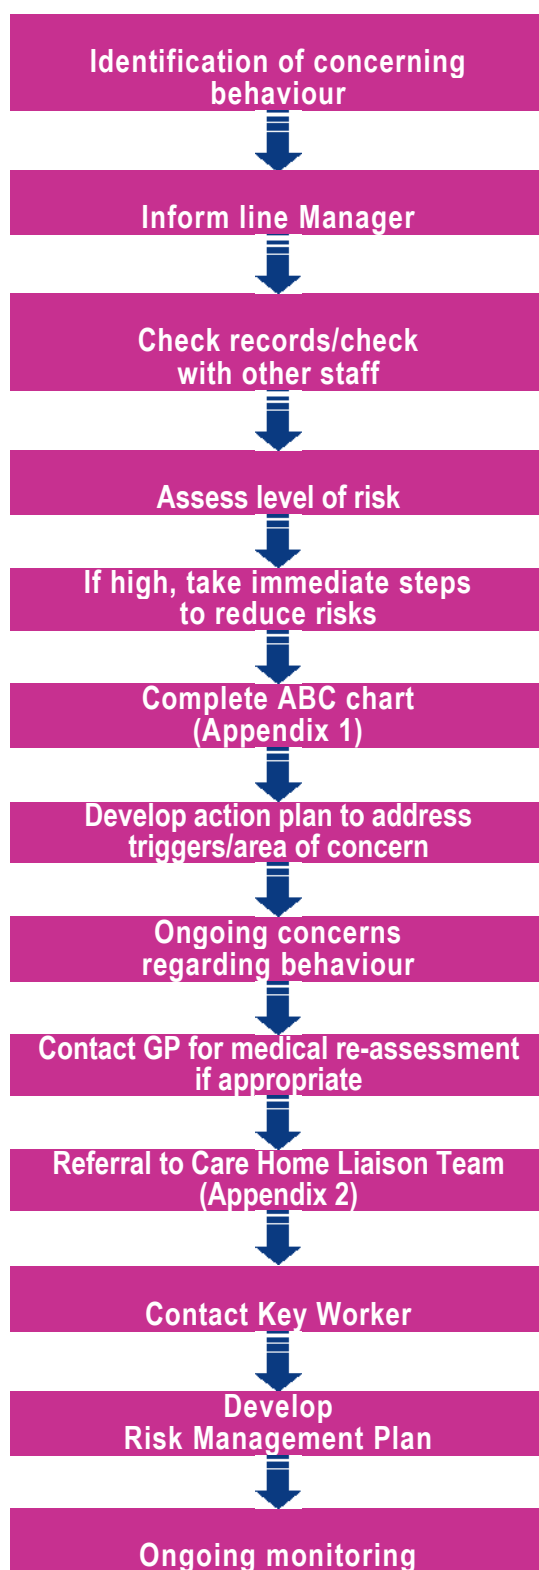 Identification of concerning
behaviour
Inform line Manager
Check records/check
with other staff
Assess level of risk
If high, take immediate steps
to reduce risks
Complete ABC chart
(Appendix 1)
Develop action plan to address
triggers/area of concern
Ongoing concerns
regarding behaviour
Contact GP for medical re-assessment
if appropriate
Referral to Care Home Liaison Team
(Appendix 2)
Contact Key Worker
Develop
Risk Management Plan
Ongoing monitoring